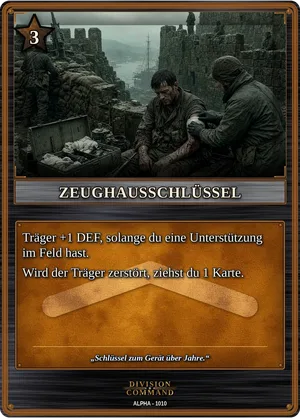 3
ZEUGHAUSSCHLÜSSEL
Träger +1 DEF, solange du eine Unterstützung
im Feld hast.
Wird der Träger zerstört, ziehst du 1 Karte.
„Schlüssel zum Gerät über Jahre.“
DIVISION
COMMAND
ALPHA - 1010